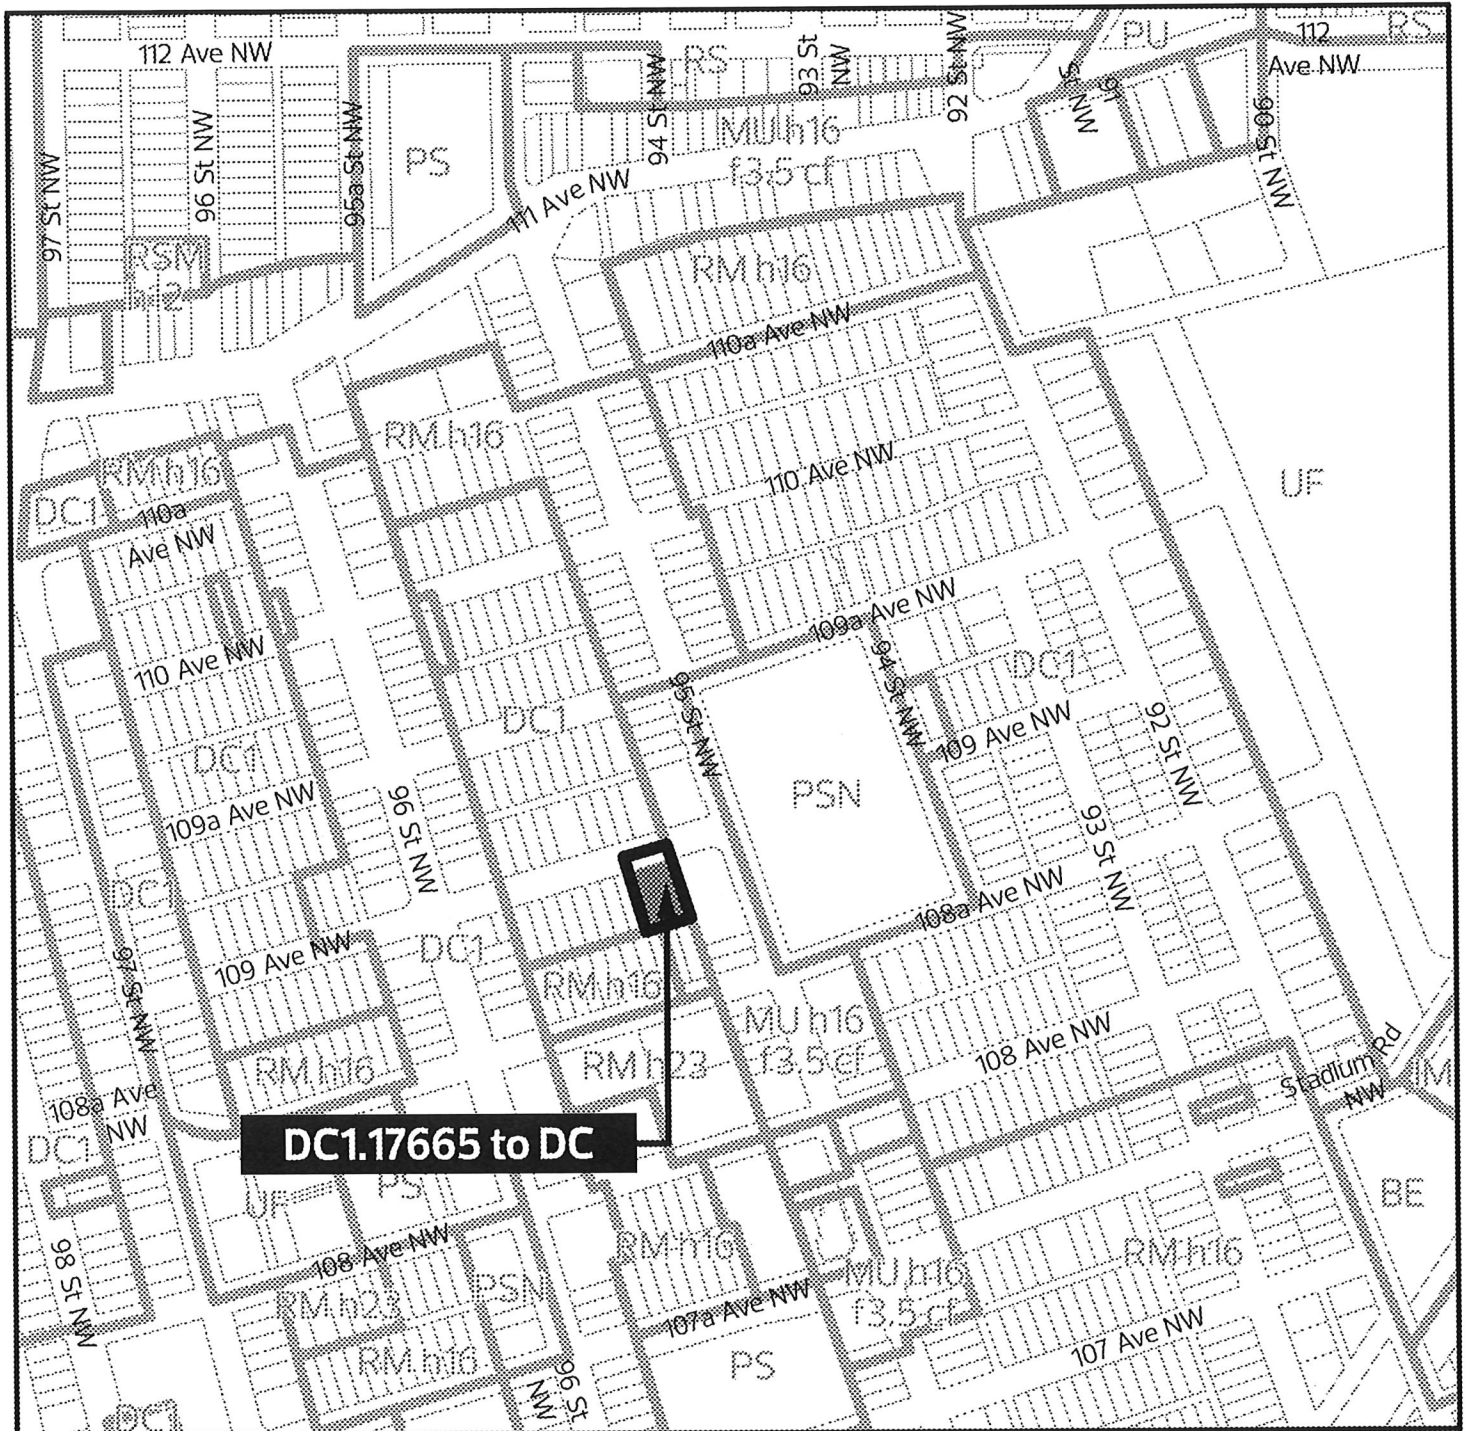 112 Ave NW
RS
93 St
NW
92 St NW
PU
112
Ave NW
RS
97 St NW
96 St NW
95a St NW
PS
94 St NW
MU h16
f3.5 cf
91
St NW
90 St NW
111 Ave NW
RSM
h12
RM h16
110a Ave NW
RM h16
RM h16
DC1
110a
Ave NW
110 Ave NW
UF
109a Ave NW
110 Ave NW
94 St NW
DC1
95 St NW
DC1
DC1
109 Ave NW
92 St NW
109a Ave NW
96 St NW
PSN
93 St NW
DC1
108a Ave NW
DC1
97 St NW
109 Ave NW
RM h16
MU h16
f3.5 cf
108 Ave NW
RM h16
RM h23
Stadium Rd
NW
IM
108a Ave
NW
DC1
DC1.17665 to DC
UF
PS
BE
98 St NW
108 Ave NW
RM h16
RM h16
RM h23
PSN
MU h16
f3.5 cf
107a Ave NW
107 Ave NW
RM h16
PS
96 St
NW
DC1